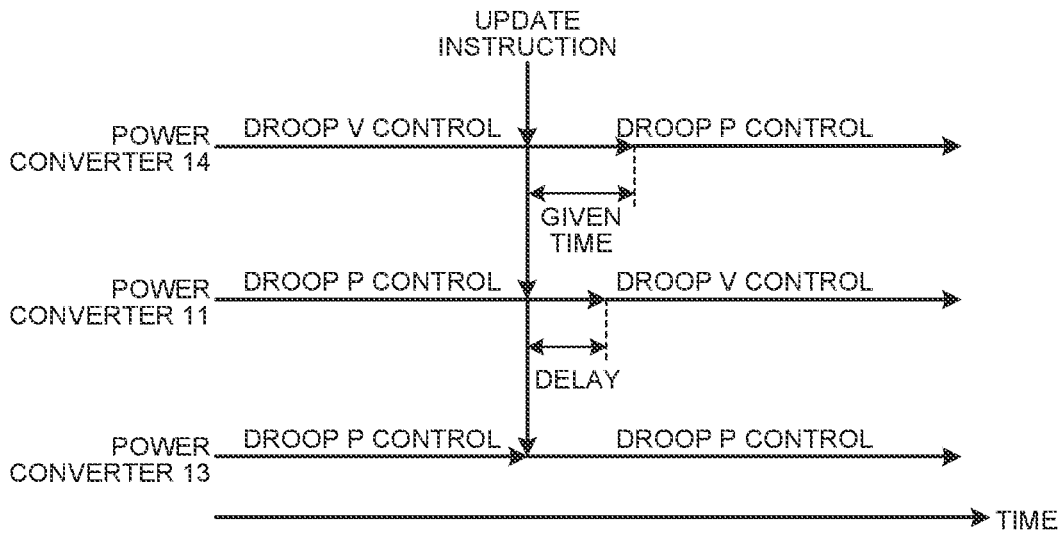 UPDATE
INSTRUCTION
POWER
CONVERTER 14
DROOP V CONTROL
DROOP P CONTROL
GIVEN
TIME
POWER
CONVERTER 11
DROOP P CONTROL
DROOP V CONTROL
DELAY
POWER
CONVERTER 13
DROOP P CONTROL
DROOP P CONTROL
TIME